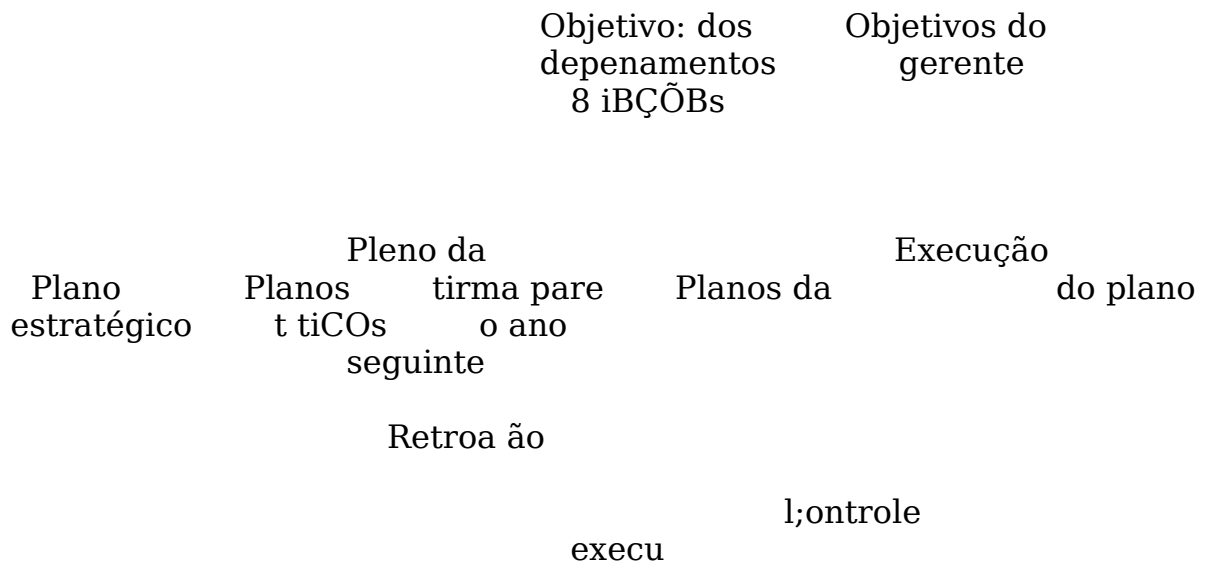 Objetivo: dos Objetivos do
depenamentos gerente
8 iBÇÕBs
Pleno da Execução
Plano Planos tirma pare Planos da do plano
estratégico t tiCOs o ano
seguinte
Retroa ão
l;ontrole
execu